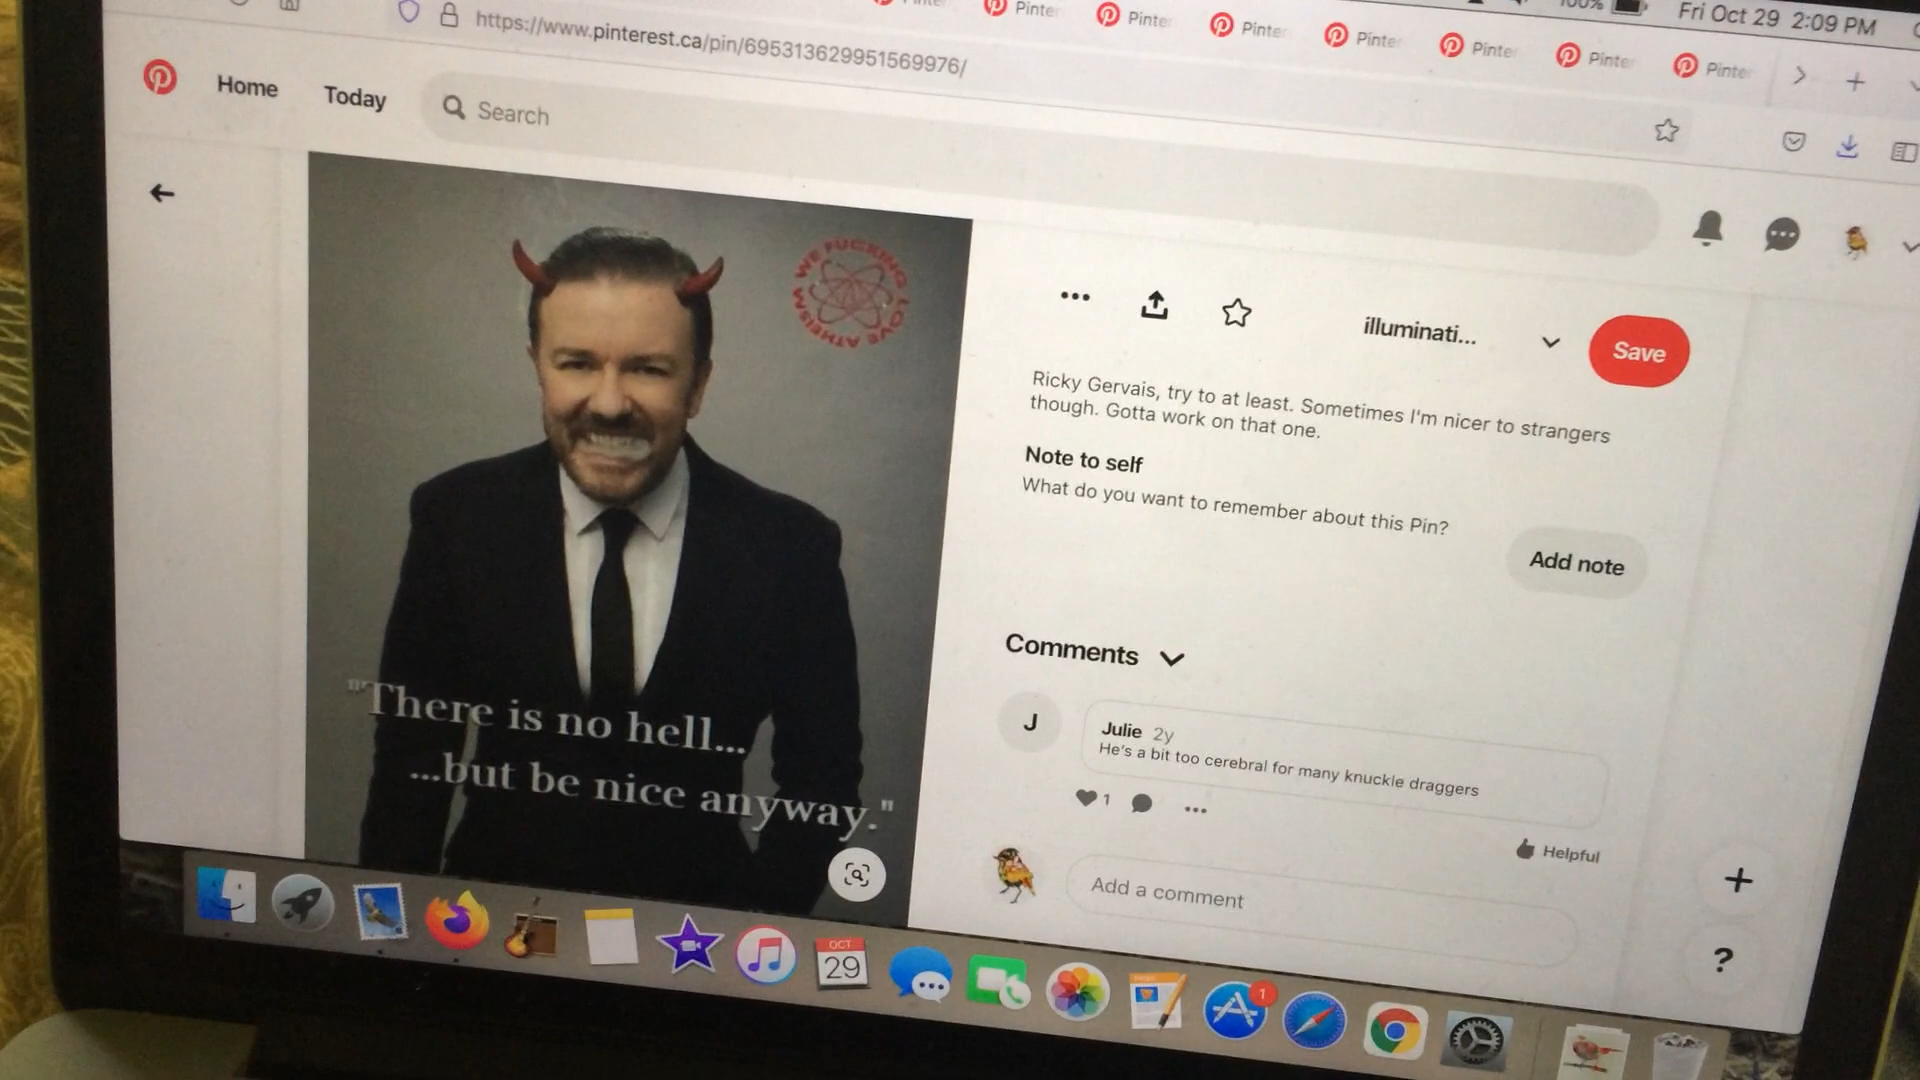 100%
Fri Oct 29 2:09 PM
Pinte
Pinte
Pinte
Pinte
Pinte
Pinte
Pinte
https://www.pinterest.ca/pin/695313629951569976/
Home
Today
Search
WE FUCKING LOVE ATHEISM
illuminati...
Save
Ricky Gervais, try to at least. Sometimes I'm nicer to strangers
though. Gotta work on that one.
Note to self
What do you want to remember about this Pin?
Add note
"There is no hell...
...but be nice anyway."
Comments
J
Julie 2y
He's a bit too cerebral for many knuckle draggers
1
Helpful
Add a comment
+
?
OCT
29
1